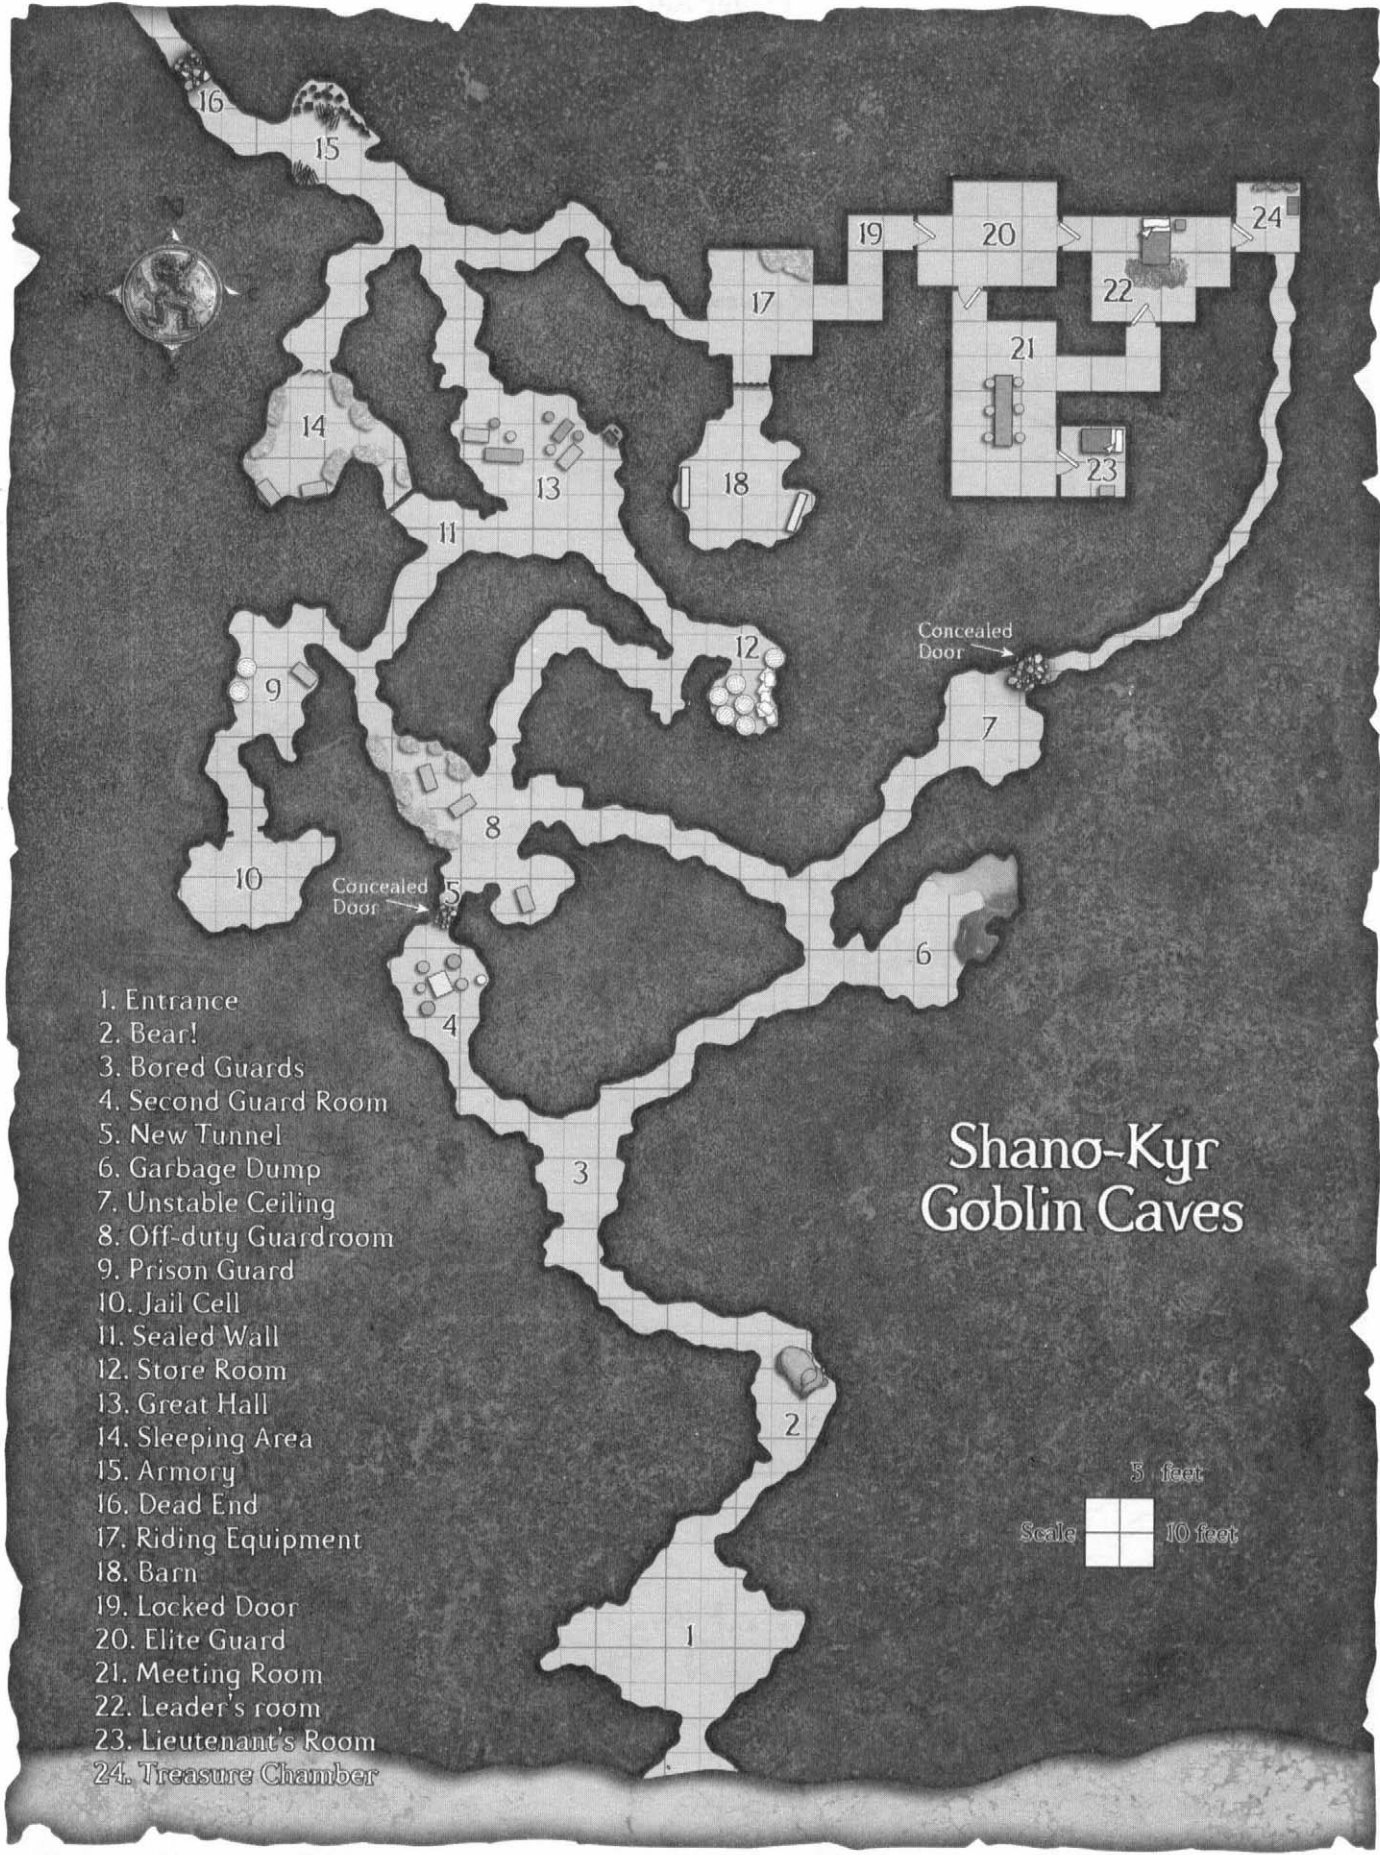 16
15
24
19
20
17
22
21
14
23
13
18
11
12
Concealed
Door
9
7
8
10
Concealed
Door
5
6
4
1. Entrance
2. Bear!
3. Bored Guards
4. Second Guard Room
5. New Tunnel
6. Garbage Dump
7. Unstable Ceiling
8. Off-duty Guardroom
9. Prison Guard
10. Jail Cell
11. Sealed Wall
12. Store Room
13. Great Hall
14. Sleeping Area
15. Armory
16. Dead End
17. Riding Equipment
18. Barn
19. Locked Door
20. Elite Guard
21. Meeting Room
22. Leader's room
23. Lieutenant's Room
24. Treasure Chamber
Shano-Kyr
Goblin Caves
3
2
5 feet
Scale
10 feet
1